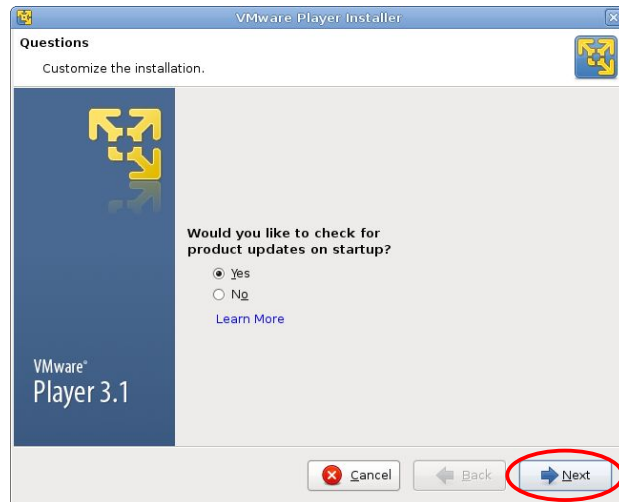 VMware Player Installer
Questions
Customize the installation.
Would you like to check for
product updates on startup?
Yes
No
Learn More
VMware®
Player 3.1
Cancel
Back
Next